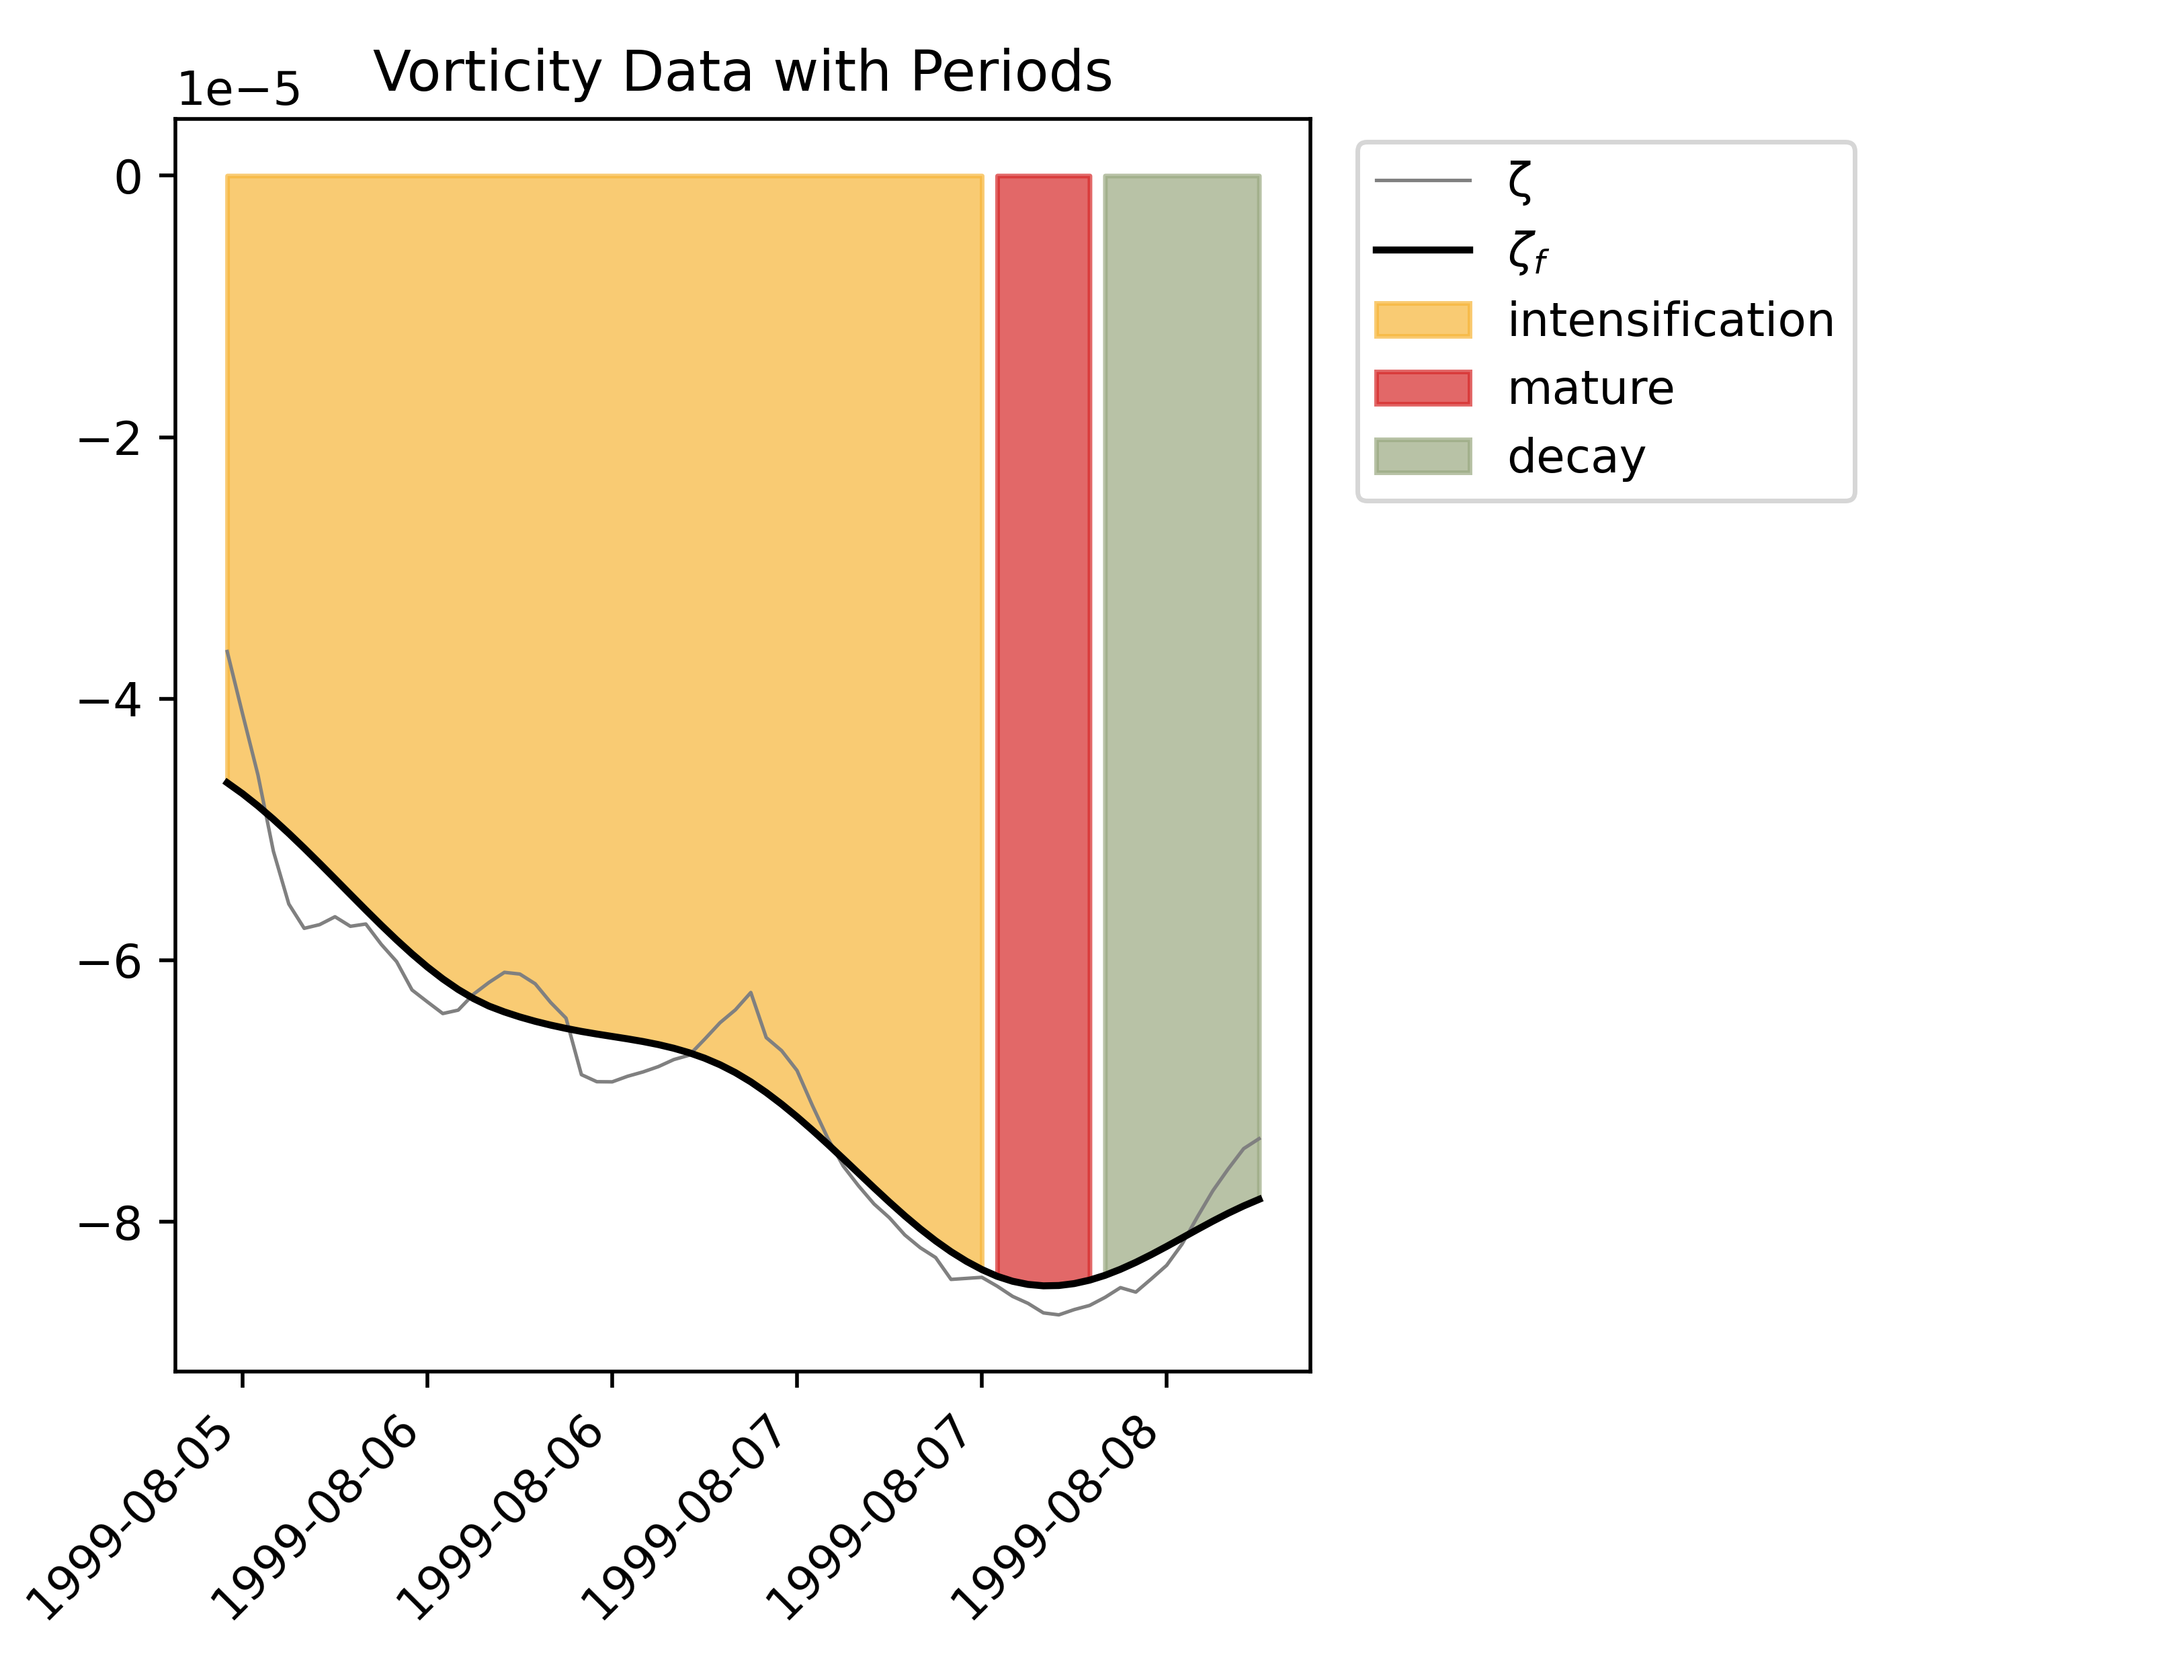 Vorticity Data with Periods
1e−5
0
−2
−4
−6
−8
1999-08-05
1999-08-06
1999-08-06
1999-08-07
1999-08-07
1999-08-08
ζ
ζf
intensification
mature
decay